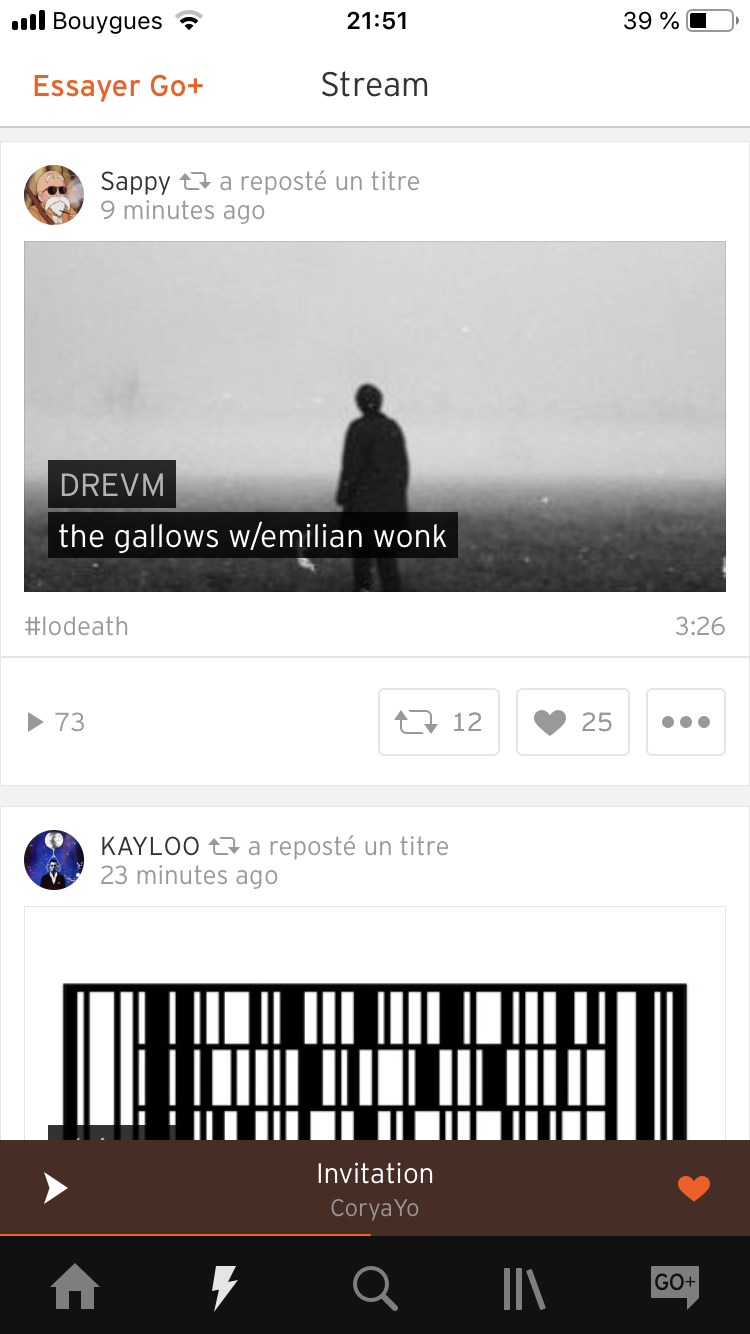 Bouygues 21:51 39 %
Essayer Go+ Stream
Sappy a reposté un titre
9 minutes ago
DREVM
the gallows w/emilian wonk
#lodeath 3:26
73 12 25
KAYLOO a reposté un titre
23 minutes ago
Invitation
CoryaYo
GO+